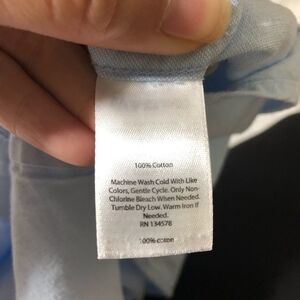 100% Cotton
Machine Wash Cold With Like
Colors, Gentle Cycle. Only Non-
Chlorine Bleach When Needed.
Tumble Dry Low. Warm Iron If
Needed.
RN 134578
100% cotton